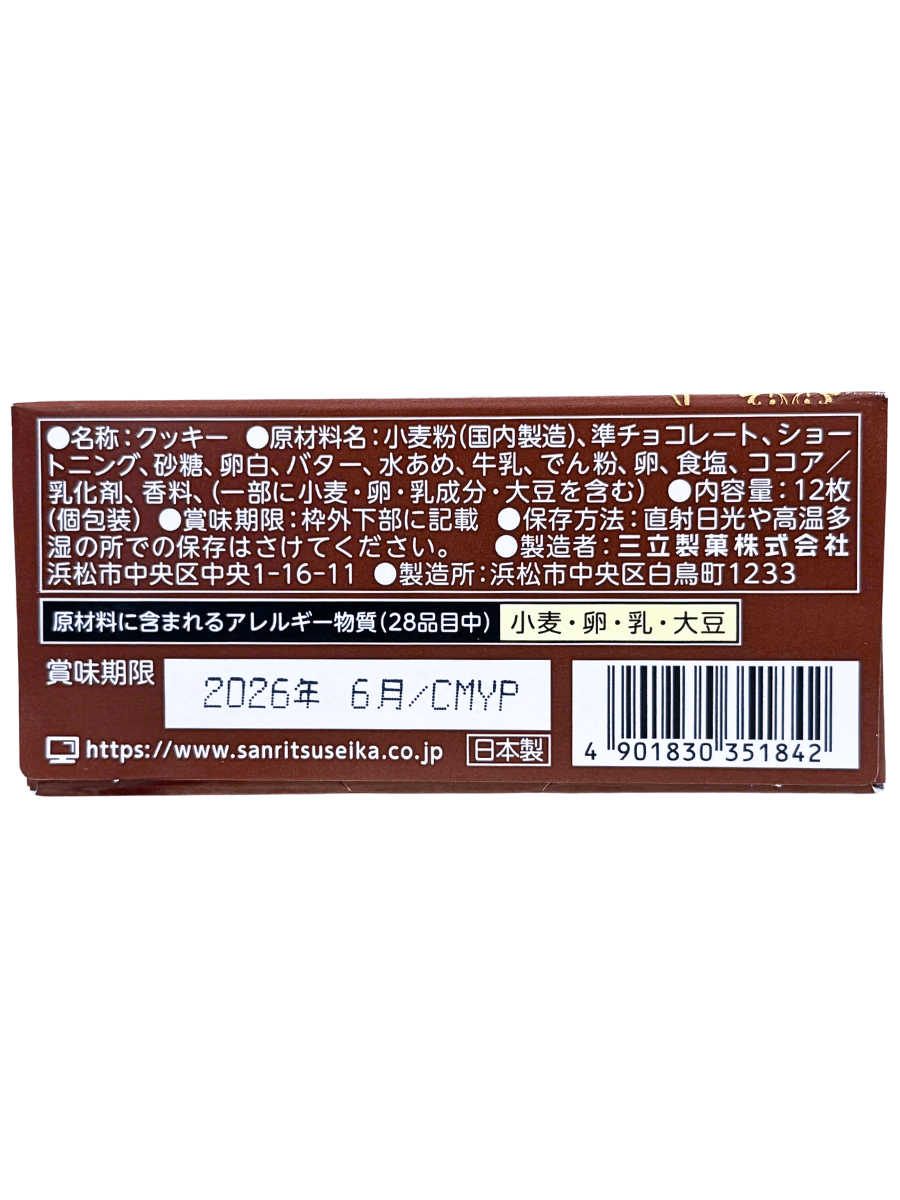 ●名称：クッキー ●原材料名：小麦粉(国内製造)、準チョコレート、ショー
トニング、砂糖、卵白、バター、水あめ、牛乳、でん粉、卵、食塩、ココア／
乳化剤、香料、(一部に小麦・卵・乳成分・大豆を含む) ●内容量：12枚
(個包装) ●賞味期限：枠外下部に記載 ●保存方法：直射日光や高温多
湿の所での保存はさけてください。 ●製造者：三立製菓株式会社
浜松市中央区中央1-16-11 ●製造所：浜松市中央区白鳥町1233
原材料に含まれるアレルギー物質(28品目中) 小麦・卵・乳・大豆
賞味期限 2026年 6月/CMYP
https://www.sanritsuseika.co.jp 日本製
4 901830 351842